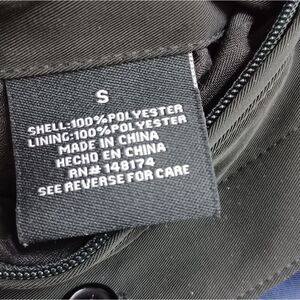 S
SHELL:100%POLYESTER
LINING:100%POLYESTER
MADE IN CHINA
HECHO EN CHINA
RN# 148174
SEE REVERSE FOR CARE